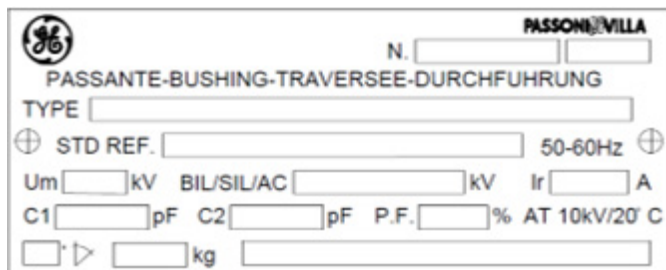 GE PASSONI VILLA
N.
PASSANTE-BUSHING-TRAVERSEE-DURCHFUHRUNG
TYPE
STD REF. 50-60Hz
Um kV BIL/SIL/AC kV Ir A
C1 pF C2 pF P.F. % AT 10kV/20° C
° kg